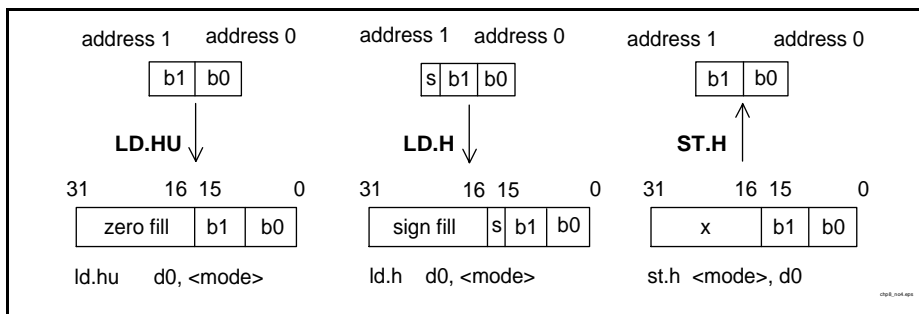 address 1 address 0 address 1 address 0 address 1 address 0
b1 b0 s b1 b0 b1 b0
LD.HU LD.H ST.H
31 16 15 0 31 16 15 0 31 16 15 0
zero fill b1 b0 sign fill s b1 b0 x b1 b0
ld.hu d0, <mode> ld.h d0, <mode> st.h <mode>, d0